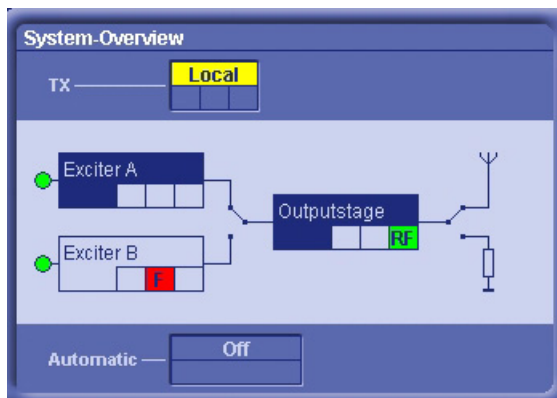 System-Overview
Local
TX
Exciter A
Outputstage
RF
Exciter B
F
Off
Automatic